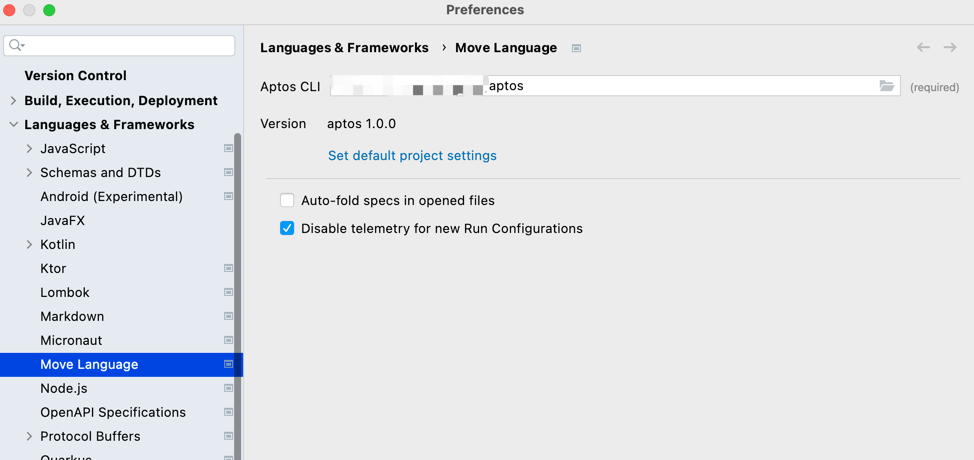 Preferences
Version Control
Build, Execution, Deployment
Languages & Frameworks
JavaScript
Schemas and DTDs
Android (Experimental)
JavaFX
Kotlin
Ktor
Lombok
Markdown
Micronaut
Move Language
Node.js
OpenAPI Specifications
Protocol Buffers
Quarkus
Languages & Frameworks › Move Language
Aptos CLI aptos (required)
Version aptos 1.0.0
Set default project settings
Auto-fold specs in opened files
Disable telemetry for new Run Configurations